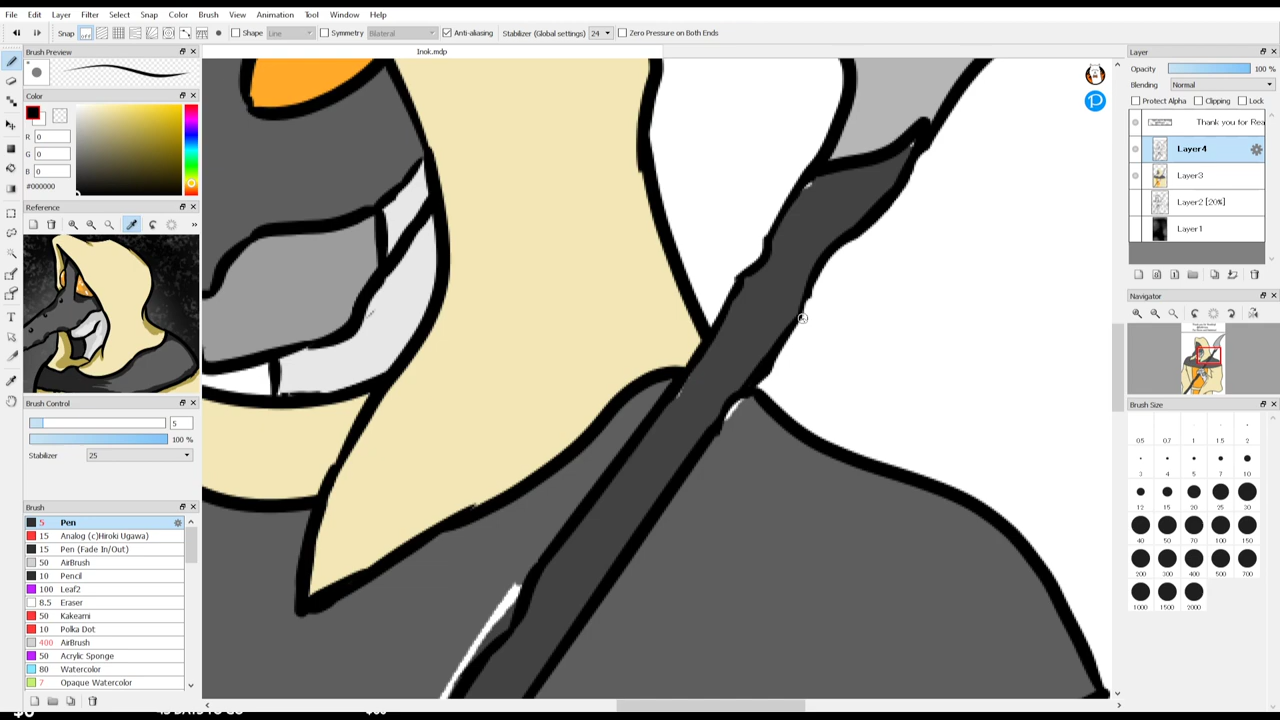 File Edit Layer Filter Select Snap Color Brush View Animation Tool Window Help
Snap OFF Shape Line Symmetry Bilateral Anti-aliasing Stabilizer (Global settings) 24 Zero Pressure on Both Ends
Inok.mdp
Brush Preview
Color
R 0
G 0
B 0
#000000
Reference
Brush Control
5
100 %
Stabilizer 25
Brush
5 Pen
15 Analog (c)Hiroki Ugawa)
15 Pen (Fade In/Out)
50 AirBrush
10 Pencil
100 Leaf2
8.5 Eraser
50 Kakeami
10 Polka Dot
400 AirBrush
50 Acrylic Sponge
80 Watercolor
7 Opaque Watercolor
Layer
Opacity 100 %
Blending Normal
Protect Alpha Clipping Lock
Thank you for Rea
Layer4
Layer3
Layer2 [20%]
Layer1
Navigator
Brush Size
0.5 0.7 1 1.5 2
3 4 5 7 10
12 15 20 25 30
40 50 70 100 150
200 300 400 500 700
1000 1500 2000